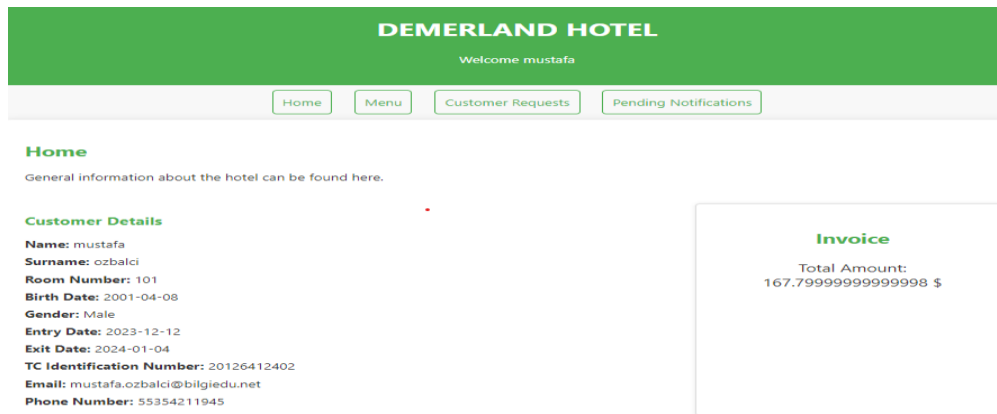 DEMERLAND HOTEL
Welcome mustafa
Home
Menu
Customer Requests
Pending Notifications
Home
General information about the hotel can be found here.
Customer Details
Name: mustafa
Surname: ozbalci
Room Number: 101
Birth Date: 2001-04-08
Gender: Male
Entry Date: 2023-12-12
Exit Date: 2024-01-04
TC Identification Number: 20126412402
Email: mustafa.ozbalci@bilgiedu.net
Phone Number: 55354211945
Invoice
Total Amount:
167.79999999999998 $